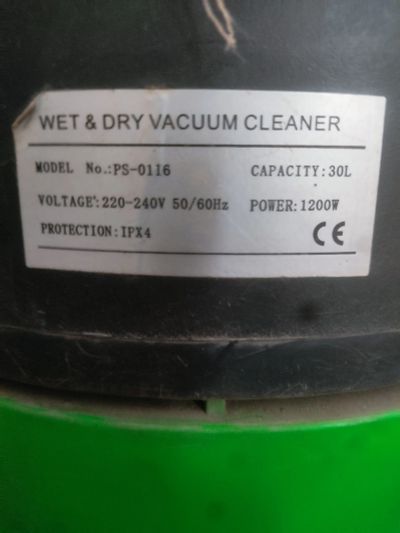 WET & DRY VACUUM CLEANER
MODEL No.:PS-0116 CAPACITY:30L
VOLTAGE:220-240V 50/60Hz POWER:1200W
PROTECTION:IPX4 CE